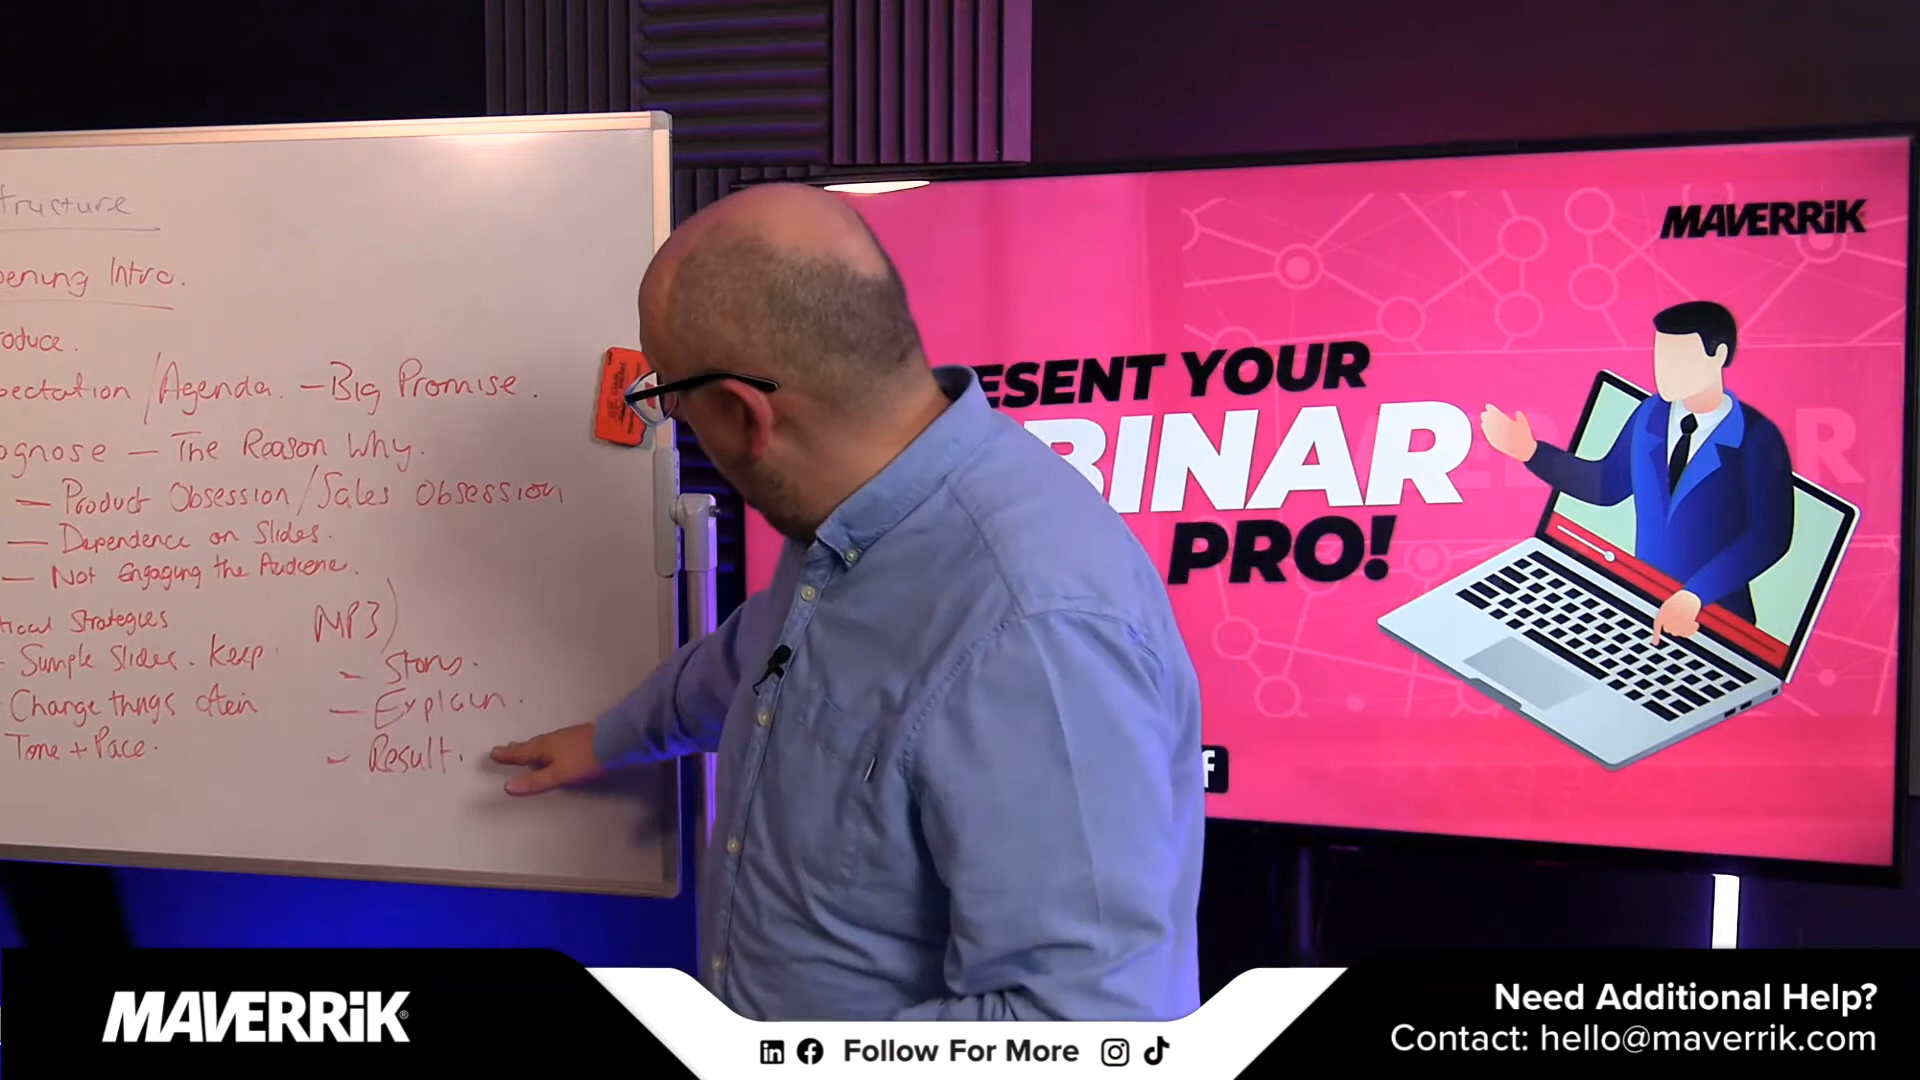 tructure
pening Intro.
roduce.
pectation / Agenda. - Big Promise.
agnose - The Reason Why.
- Product Obsession / Sales Obsession
- Dependence on Slides.
- Not Engaging the Audience.
tical Strategies
- Simple Slides. Keep
- Change things often
Tone + Pace.
MP3)
- Story.
- Explain.
- Result.
MAVERRiK
ESENT YOUR
BINAR
PRO!
f
MAVERRiK®
Follow For More
Need Additional Help?
Contact: hello@maverrik.com